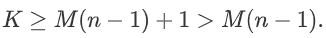 K ≥ M(n − 1) + 1 > M(n − 1).